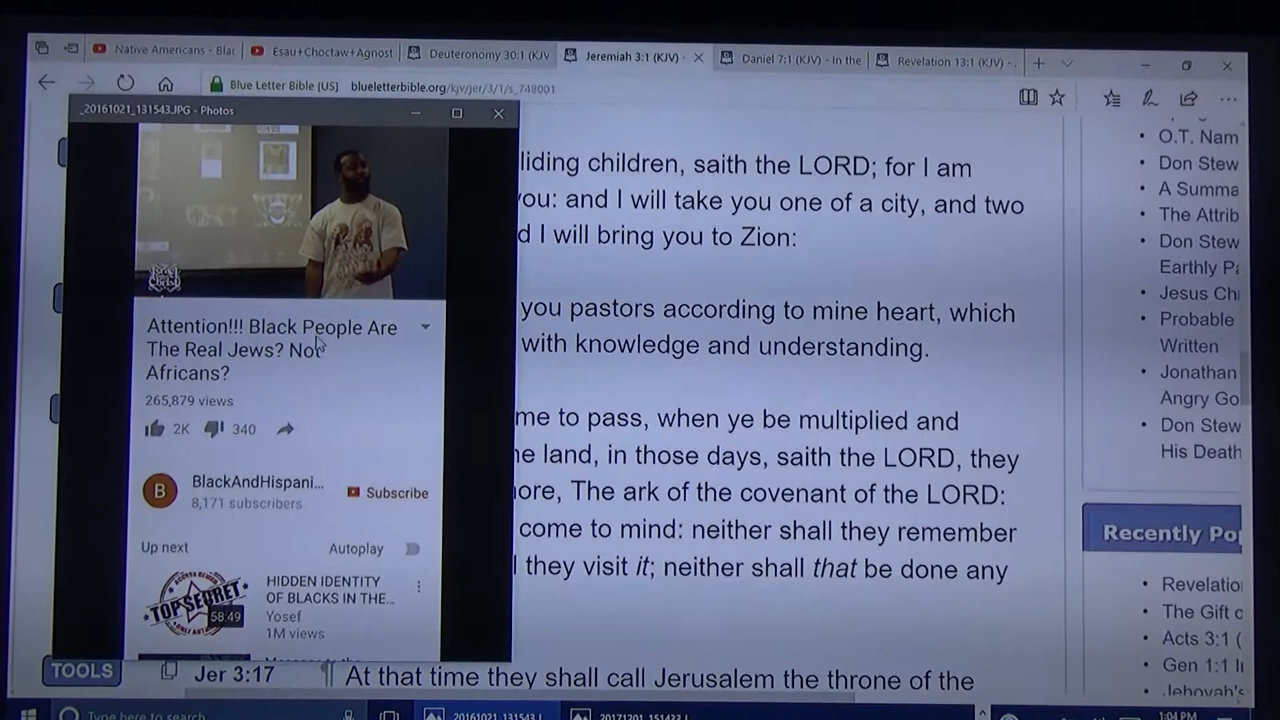 Native Americans - Blac
Esau+Choctaw+Agnost
Deuteronomy 30:1 (KJV
Jeremiah 3:1 (KJV) -
Daniel 7:1 (KJV) - In the
Revelation 13:1 (KJV) - .
Blue Letter Bible [US]
blueletterbible.org/kjv/jer/3/1/s_748001
_20161021_131543.JPG - Photos
Attention!!! Black People Are
The Real Jews? Not
Africans?
265,879 views
2K
340
B
BlackAndHispani...
8,171 subscribers
Subscribe
Up next
Autoplay
TOP SECRET
58:49
HIDDEN IDENTITY
OF BLACKS IN THE...
Yosef
1M views
liding children, saith the LORD; for I am
you: and I will take you one of a city, and two
d I will bring you to Zion:
you pastors according to mine heart, which
with knowledge and understanding.
me to pass, when ye be multiplied and
e land, in those days, saith the LORD, they
ore, The ark of the covenant of the LORD:
come to mind: neither shall they remember
they visit it; neither shall that be done any
TOOLS
Jer 3:17
¶ At that time they shall call Jerusalem the throne of the
O.T. Nam
Don Stew
A Summa
The Attrib
Don Stew
Earthly Pa
Jesus Chr
Probable
Written
Jonathan
Angry Go
Don Stew
His Death
Recently Po
Revelatio
The Gift o
Acts 3:1 (
Gen 1:1 I
Jehovah's
Type here to search
20161021_131543.J
20171201_151422.J
1:04 PM